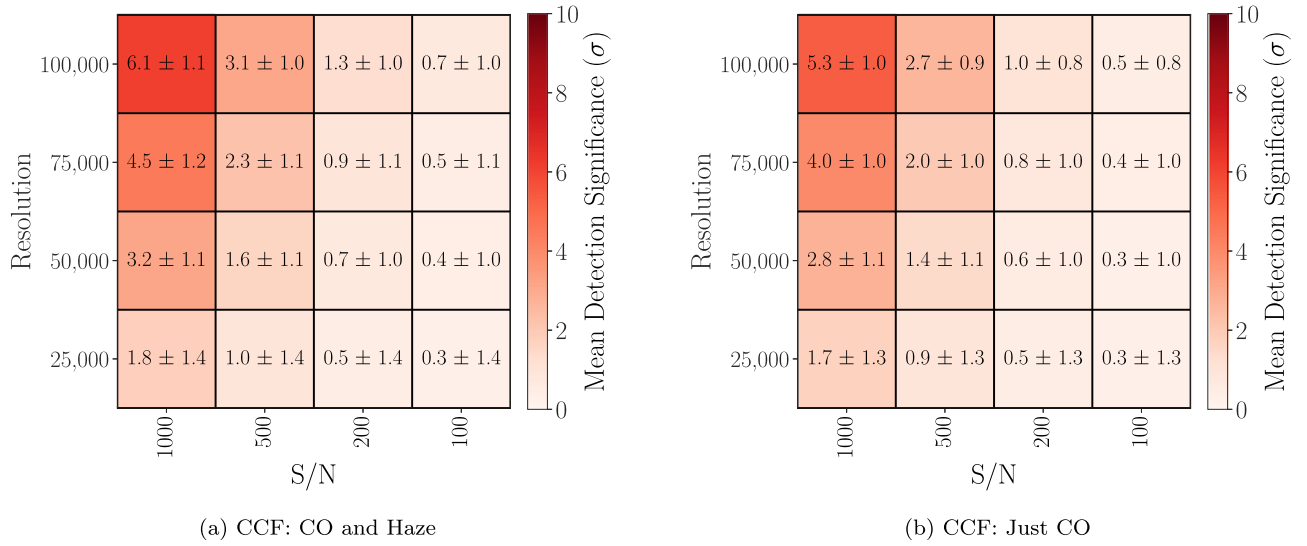 100,000
6.1 ± 1.1
3.1 ± 1.0
1.3 ± 1.0
0.7 ± 1.0
75,000
4.5 ± 1.2
2.3 ± 1.1
0.9 ± 1.1
0.5 ± 1.1
50,000
3.2 ± 1.1
1.6 ± 1.1
0.7 ± 1.0
0.4 ± 1.0
25,000
1.8 ± 1.4
1.0 ± 1.4
0.5 ± 1.4
0.3 ± 1.4
Resolution
1000
500
200
100
S/N
10
8
6
4
2
0
Mean Detection Significance (σ)
(a) CCF: CO and Haze
100,000
5.3 ± 1.0
2.7 ± 0.9
1.0 ± 0.8
0.5 ± 0.8
75,000
4.0 ± 1.0
2.0 ± 1.0
0.8 ± 1.0
0.4 ± 1.0
50,000
2.8 ± 1.1
1.4 ± 1.1
0.6 ± 1.0
0.3 ± 1.0
25,000
1.7 ± 1.3
0.9 ± 1.3
0.5 ± 1.3
0.3 ± 1.3
Resolution
1000
500
200
100
S/N
10
8
6
4
2
0
Mean Detection Significance (σ)
(b) CCF: Just CO